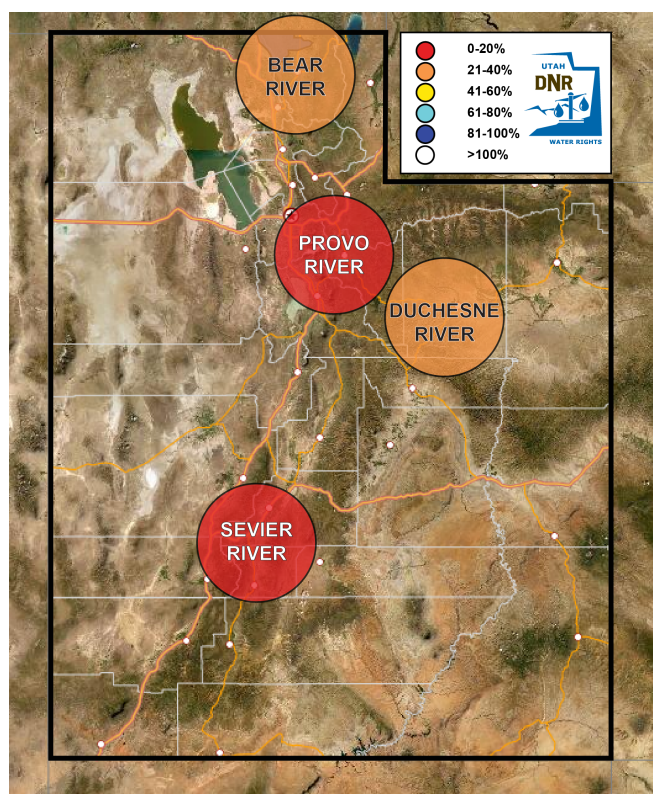 BEAR
RIVER
0-20%
21-40%
41-60%
61-80%
81-100%
>100%
UTAH
DNR
WATER RIGHTS
PROVO
RIVER
DUCHESNE
RIVER
SEVIER
RIVER